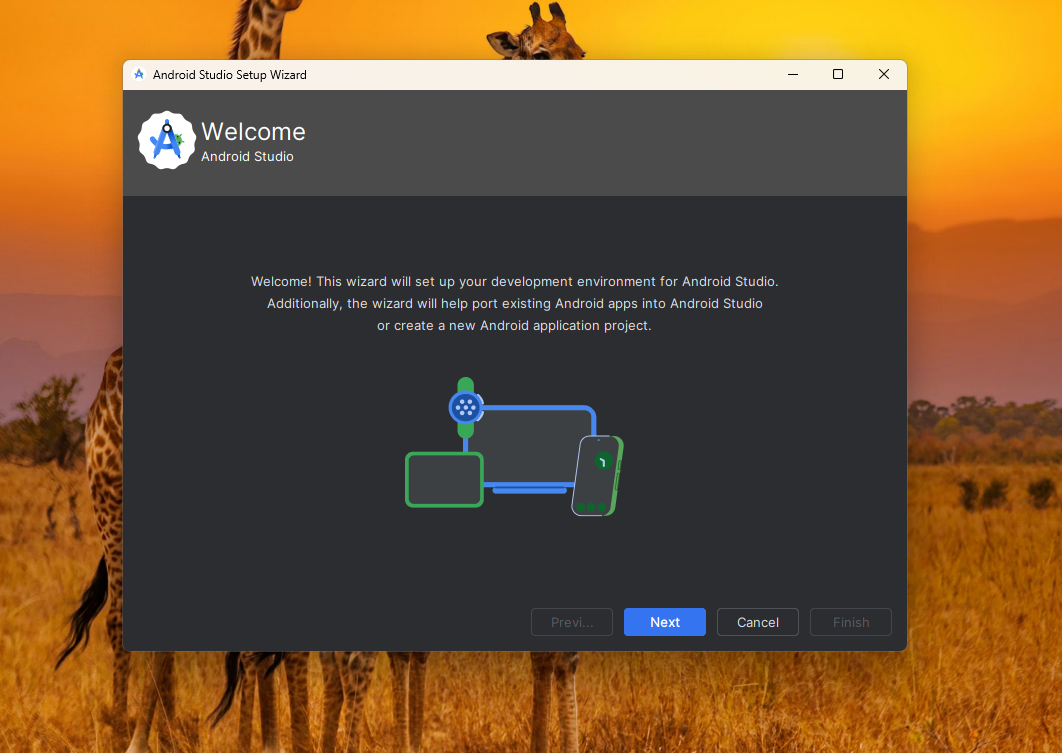 Android Studio Setup Wizard
Welcome
Android Studio
Welcome! This wizard will set up your development environment for Android Studio.
Additionally, the wizard will help port existing Android apps into Android Studio
or create a new Android application project.
Previ... Next Cancel Finish